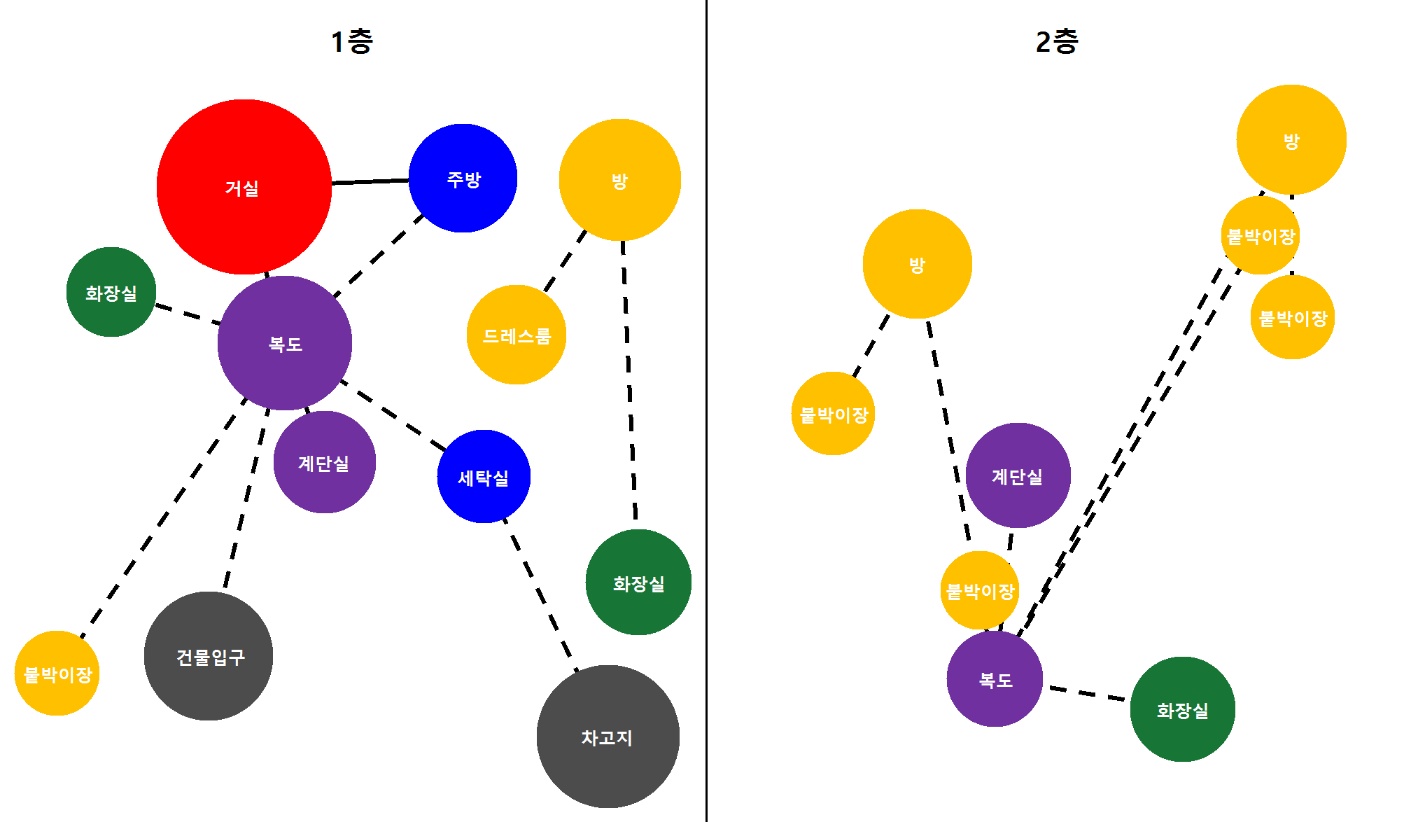 1층
거실
주방
방
화장실
드레스룸
복도
계단실
세탁실
화장실
붙박이장
건물입구
차고지
2층
방
붙박이장
방
붙박이장
붙박이장
계단실
붙박이장
복도
화장실